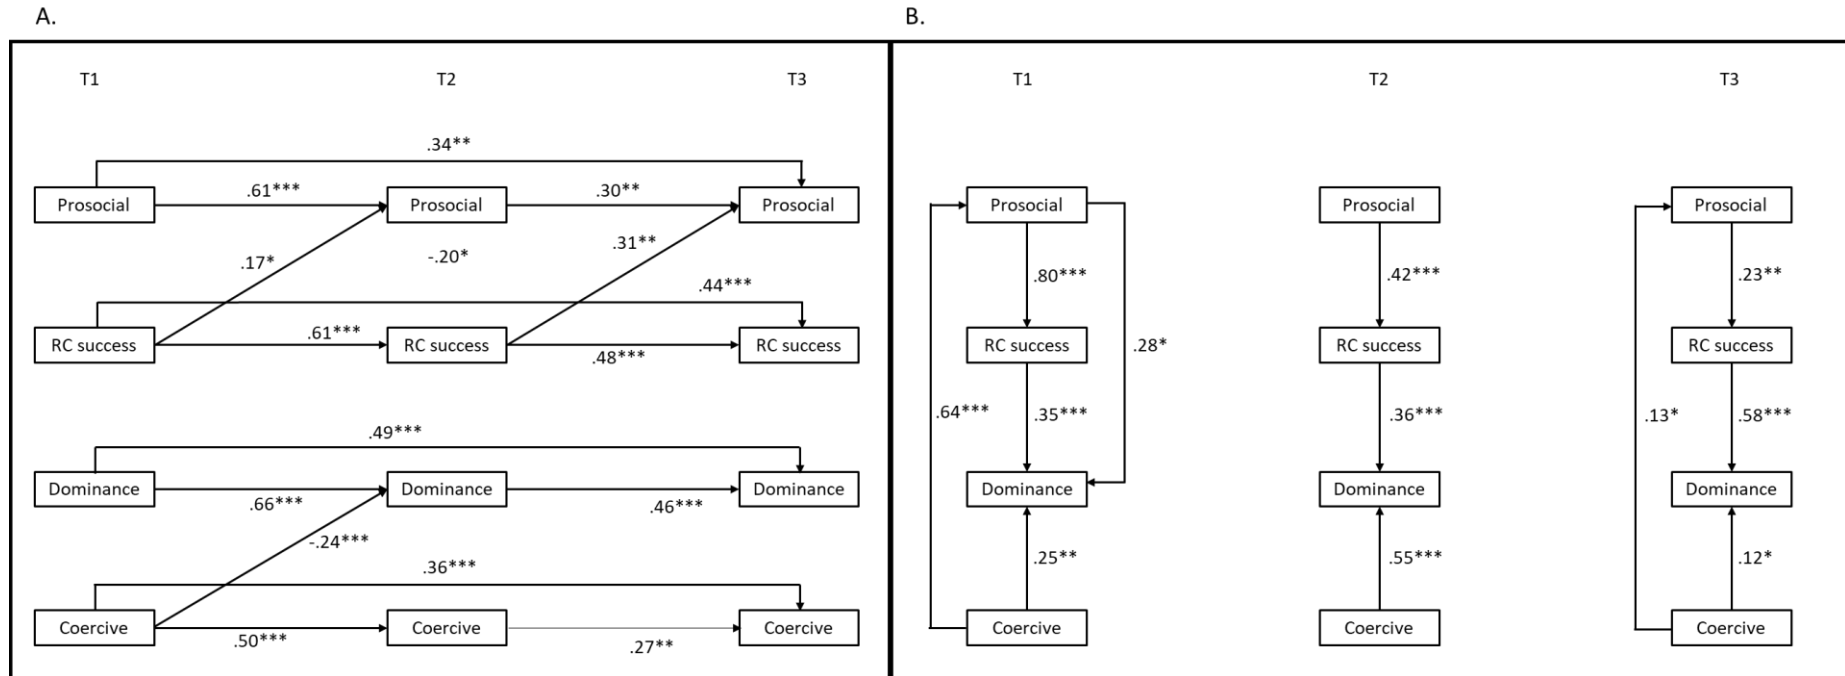 A.
B.
T1 T2 T3
.34**
.61*** .30**
Prosocial Prosocial Prosocial
.31**
.17* -.20*
.44***
.61***
RC success RC success RC success
.48***
.49***
Dominance Dominance Dominance
.66*** .46***
-.24***
.36***
Coercive Coercive Coercive
.50*** .27**
T1 T2 T3
Prosocial Prosocial Prosocial
.80*** .42*** .23**
RC success RC success RC success
.28*
.64*** .35*** .36*** .13* .58***
Dominance Dominance Dominance
.25** .55*** .12*
Coercive Coercive Coercive